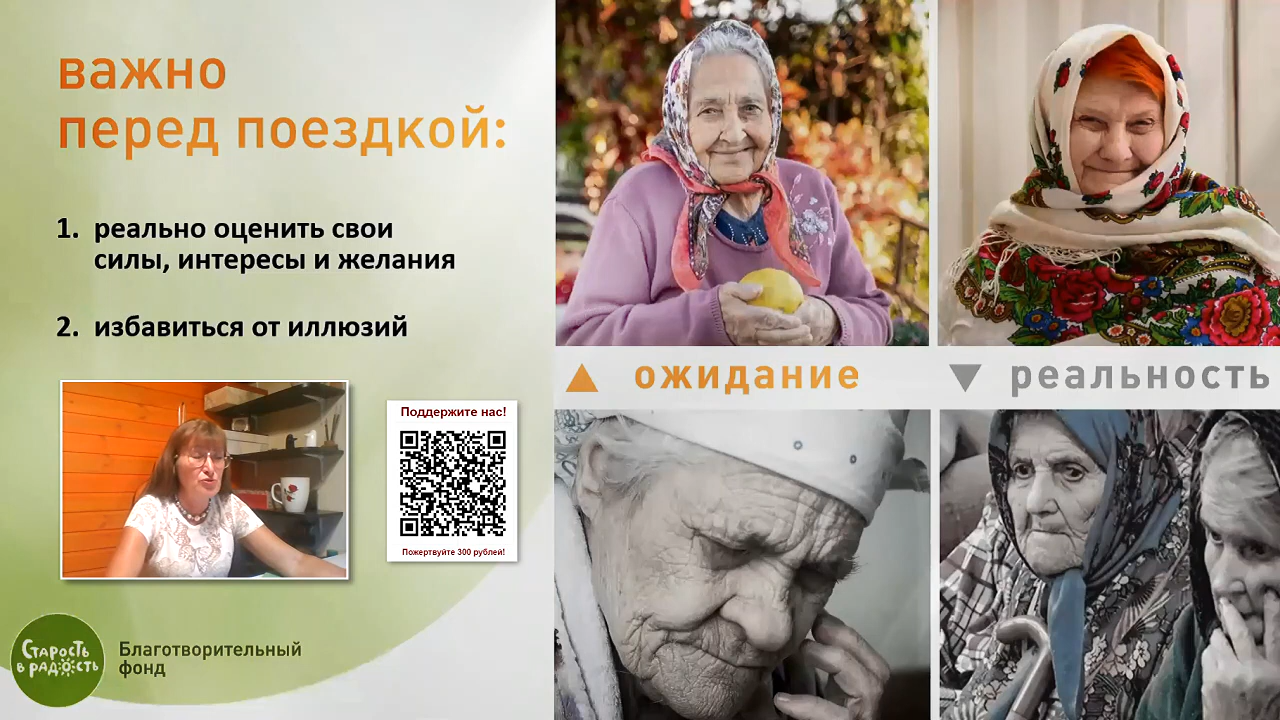 важно
перед поездкой:
1. реально оценить свои
силы, интересы и желания
2. избавиться от иллюзий
Поддержите нас!
Пожертвуйте 300 рублей!
Старость
в радость
Благотворительный
фонд
▲ ожидание
▼ реальность